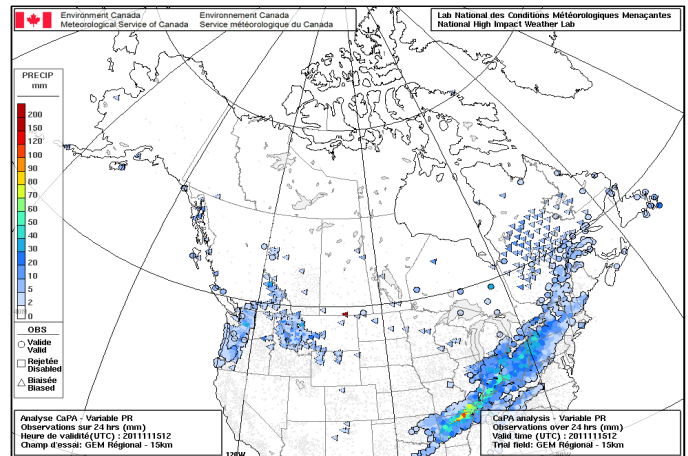 Environment Canada Environnement Canada
Meteorological Service of Canada Service météorologique du Canada
Lab National des Conditions Météorologiques Menaçantes
National High Impact Weather Lab
PRECIP
mm
200
150
120
100
90
80
70
60
50
40
30
20
10
5
2
0
OBS
Valide
Valid
Rejetée
Disabled
Biaisée
Biased
Analyse CaPA - Variable PR
Observations sur 24 hrs (mm)
Heure de validité(UTC) : 2011111512
Champ d'essai: GEM Régional - 15km
120W
CaPA analysis - Variable PR
Observations over 24 hrs (mm)
Valid time (UTC) : 2011111512
Trial field: GEM Régional - 15km